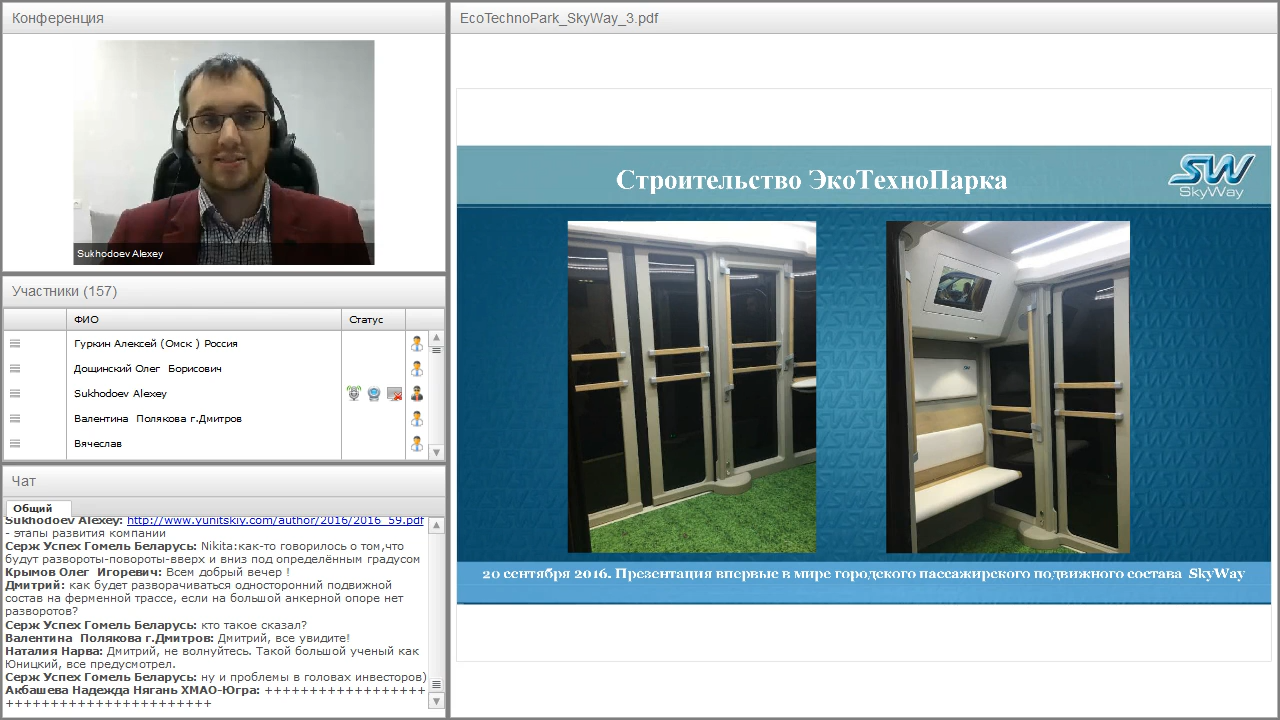 Конференция
Sukhodoev Alexey
Участники (157)
ФИО
Статус
Гуркин Алексей (Омск ) Россия
Дощинский Олег Борисович
Sukhodoev Alexey
Валентина Полякова г.Дмитров
Вячеслав
Чат
Общий
Sukhodoev Alexey: http://www.yunitskiy.com/author/2016/2016_59.pdf
- этапы развития компании
Серж Успех Гомель Беларусь: Nikita:как-то говорилось о том,что
будут развороты-повороты-вверх и вниз под определённым градусом
Крымов Олег Игоревич: Всем добрый вечер !
Дмитрий: как будет разворачиватся односторонний подвижной
состав на ферменной трассе, если на большой анкерной опоре нет
разворотов?
Серж Успех Гомель Беларусь: кто такое сказал?
Валентина Полякова г.Дмитров: Дмитрий, все увидите!
Наталия Нарва: Дмитрий, не волнуйтесь. Такой большой ученый как
Юницкий, все предусмотрел.
Серж Успех Гомель Беларусь: ну и проблемы в головах инвесторов)
Акбашева Надежда Нягань ХМАО-Югра: ++++++++++++++++++
+++++++++++++++++++++++
EcoTechnoPark_SkyWay_3.pdf
Строительство ЭкоТехноПарка
SW
SkyWay
20 сентября 2016. Презентация впервые в мире городского пассажирского подвижного состава SkyWay